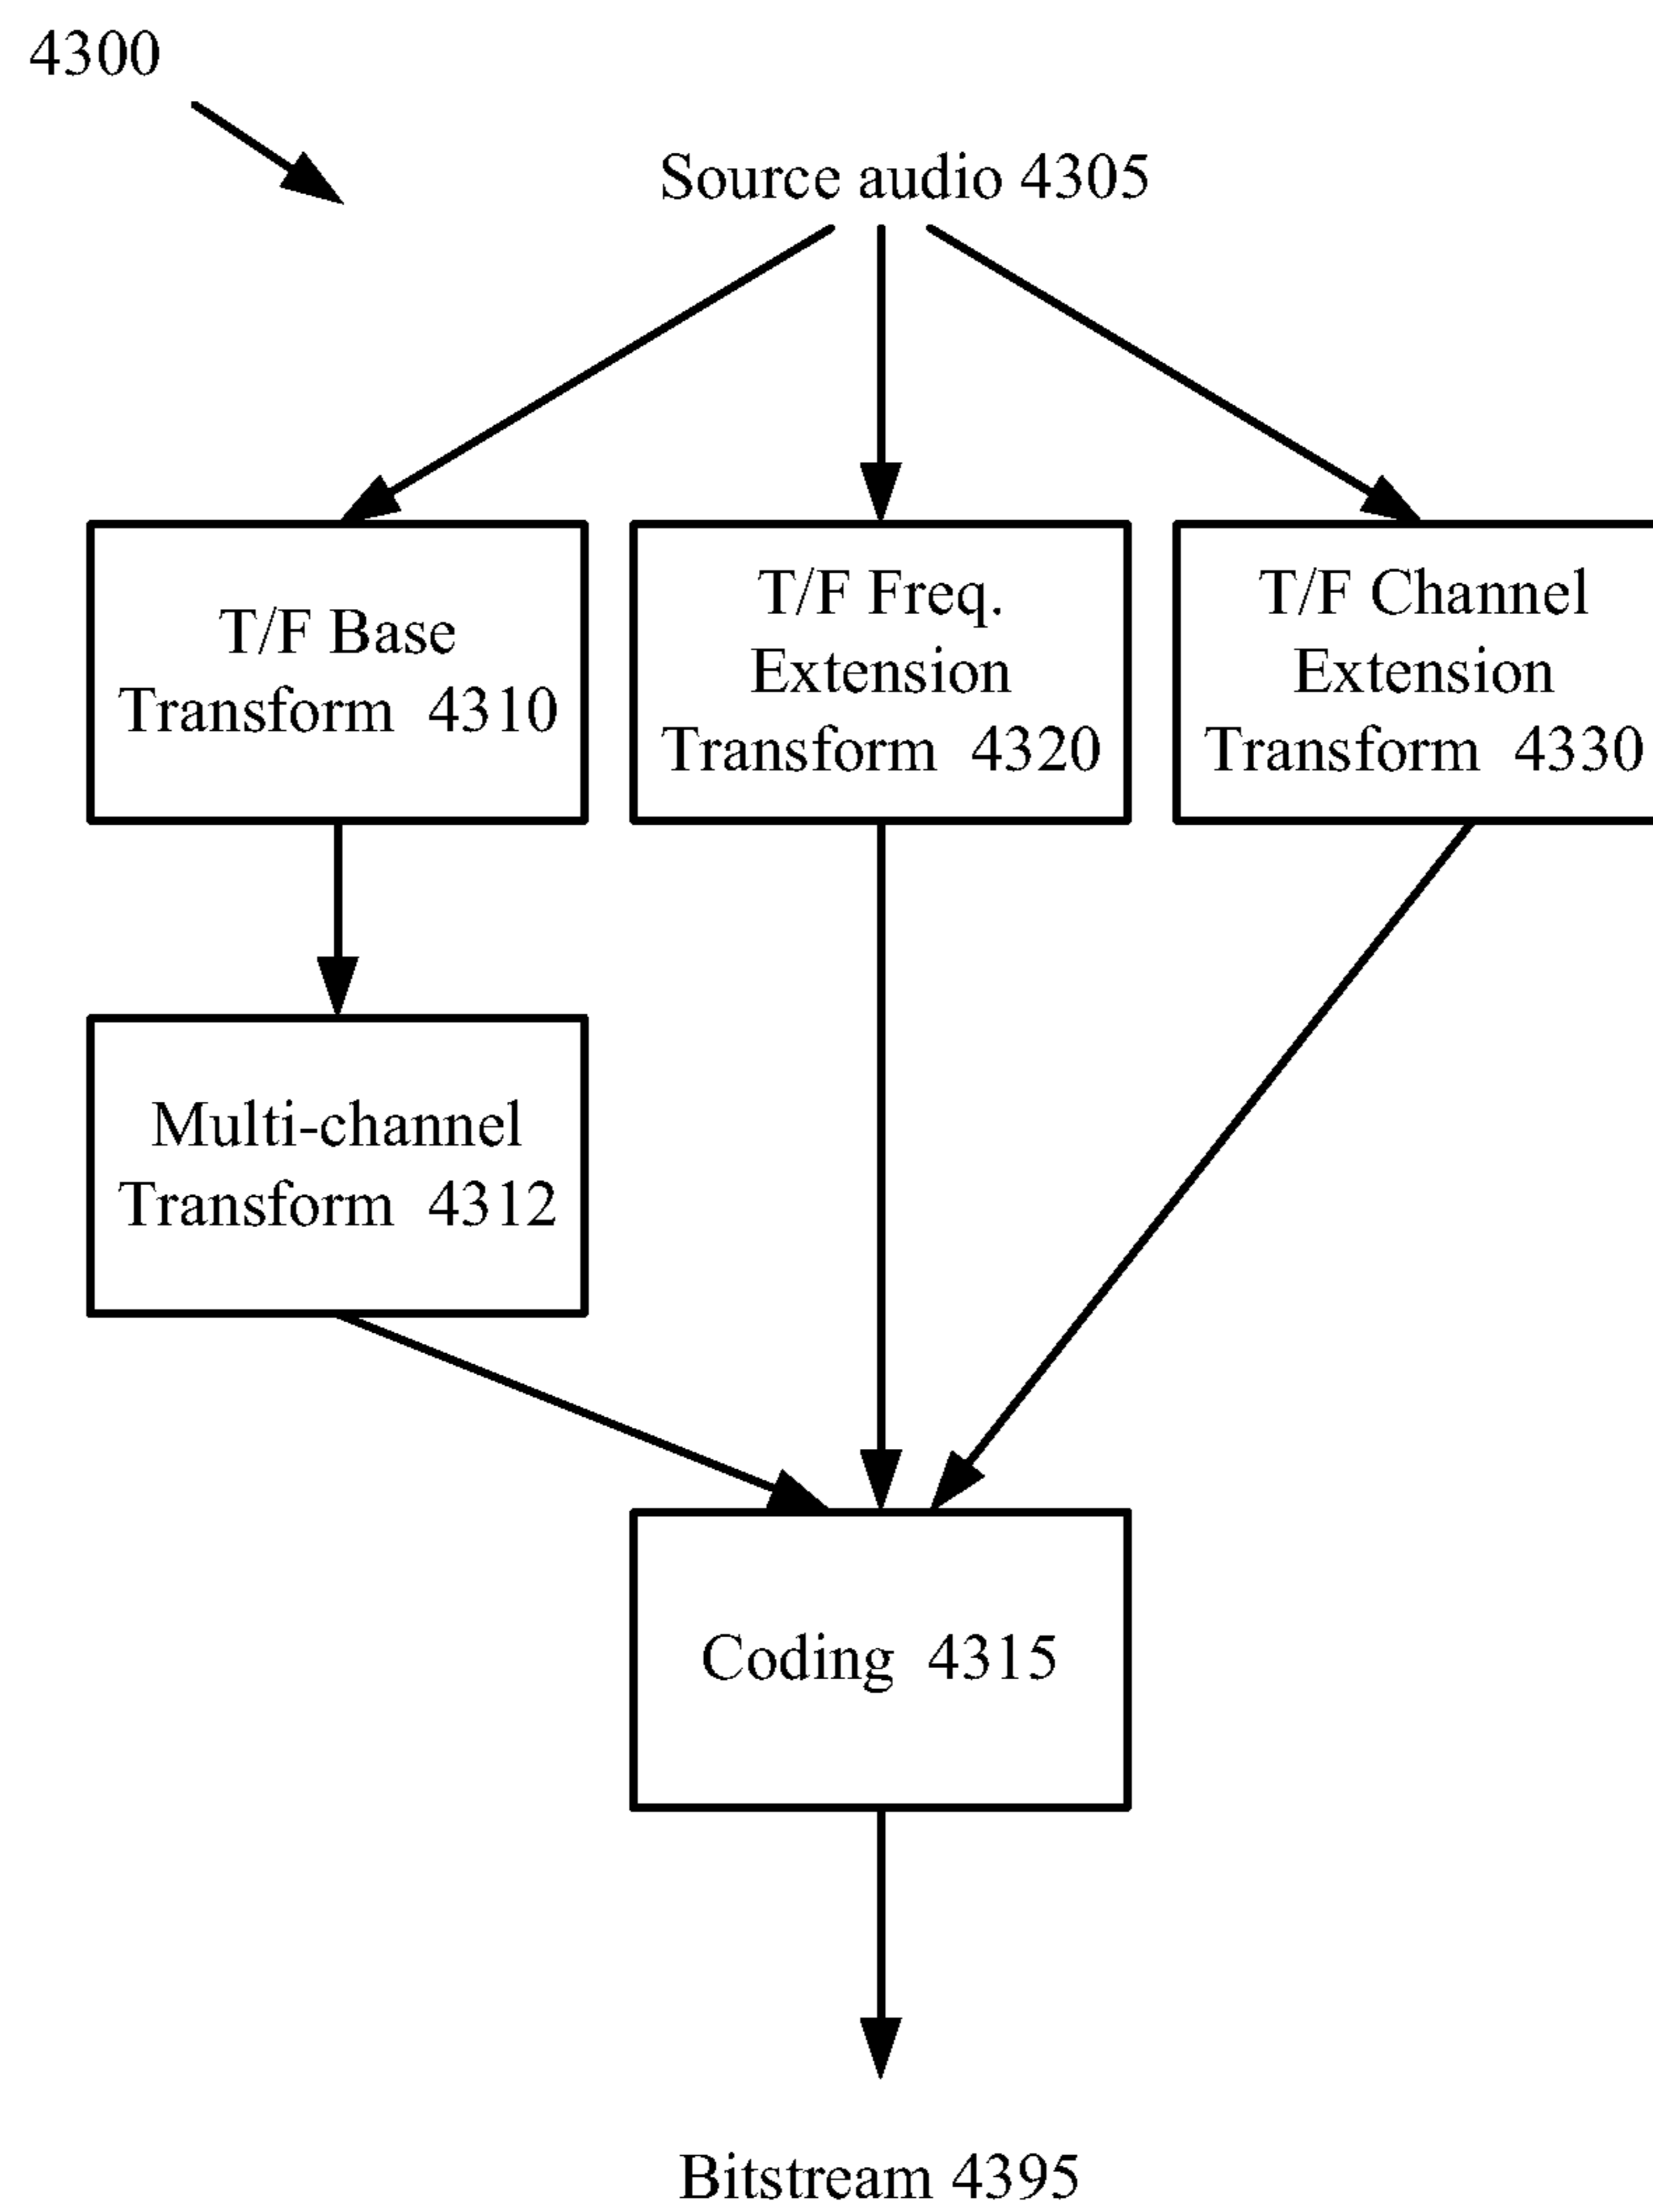 4300
Source audio 4305
T/F Base
Transform 4310
T/F Freq.
Extension
Transform 4320
T/F Channel
Extension
Transform 4330
Multi-channel
Transform 4312
Coding 4315
Bitstream 4395